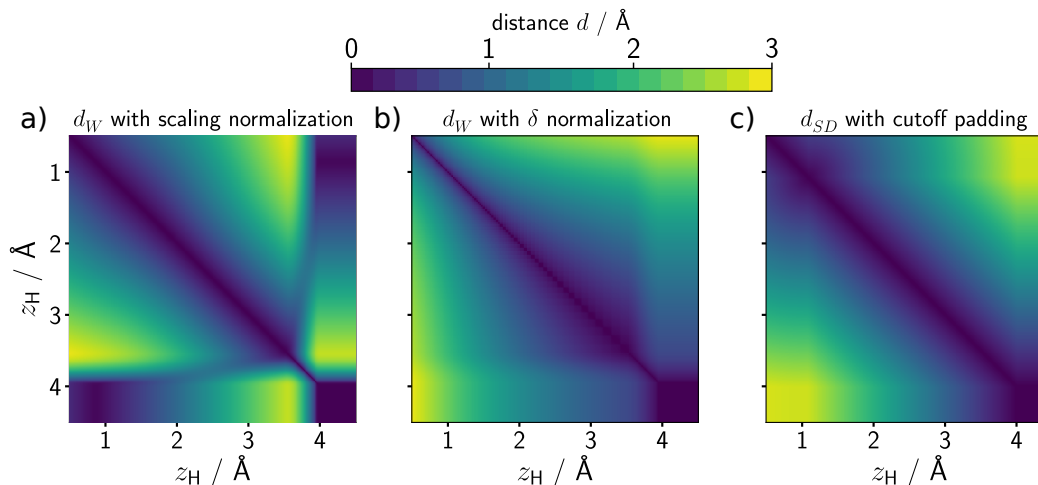 distance d / Å
0 1 2 3
a) d_W with scaling normalization b) d_W with δ normalization c) d_SD with cutoff padding
z_H / Å
1
2
3
4
1 2 3 4 1 2 3 4 1 2 3 4
z_H / Å z_H / Å z_H / Å